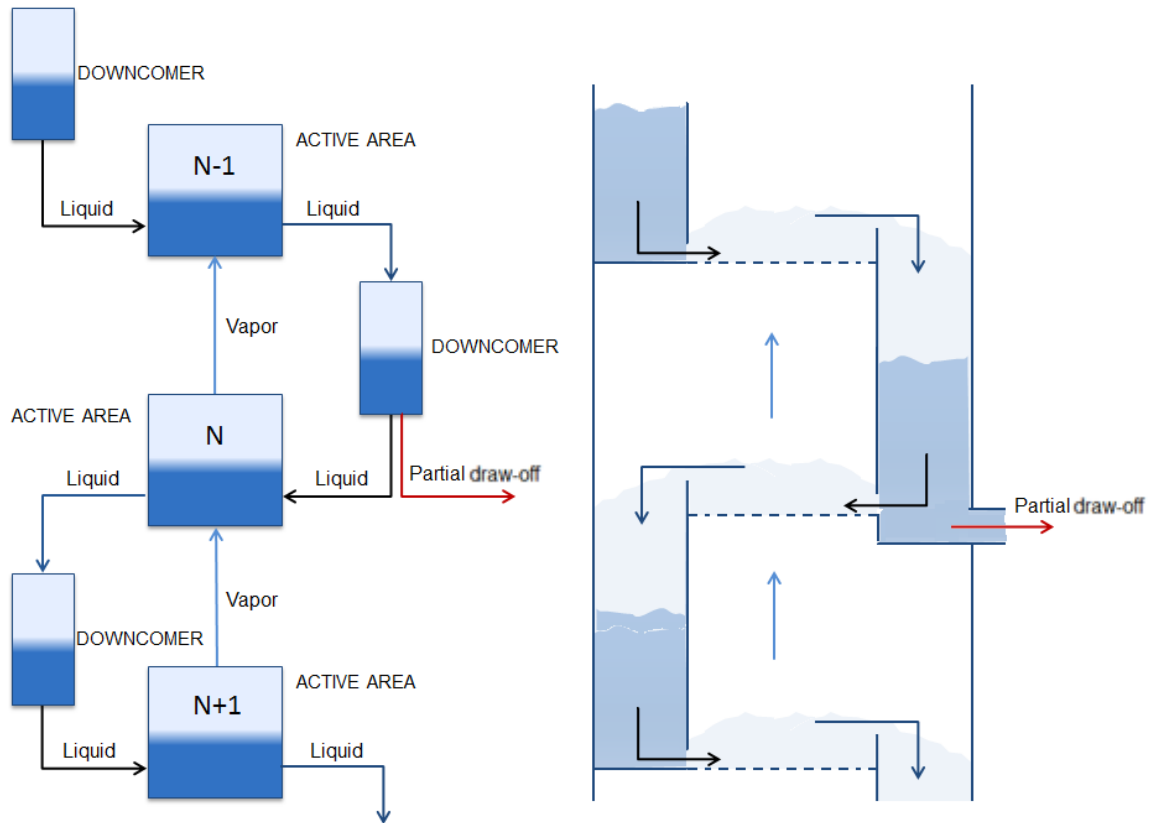 DOWNCOMER
ACTIVE AREA
N-1
Liquid
Liquid
Vapor
DOWNCOMER
ACTIVE AREA
N
Liquid
Liquid
Partial draw-off
Vapor
DOWNCOMER
ACTIVE AREA
N+1
Liquid
Liquid
Partial draw-off